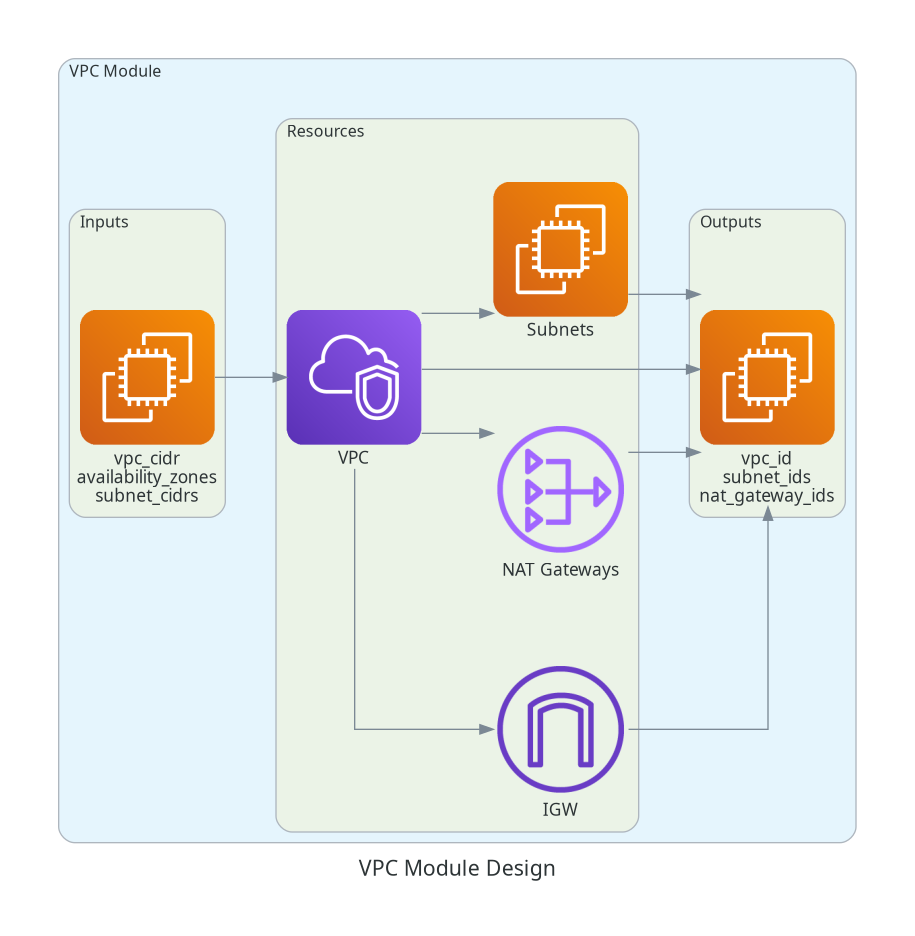 VPC Module
Resources
Inputs
Outputs
Subnets
vpc_cidr
availability_zones
subnet_cidrs
VPC
vpc_id
subnet_ids
nat_gateway_ids
NAT Gateways
IGW
VPC Module Design